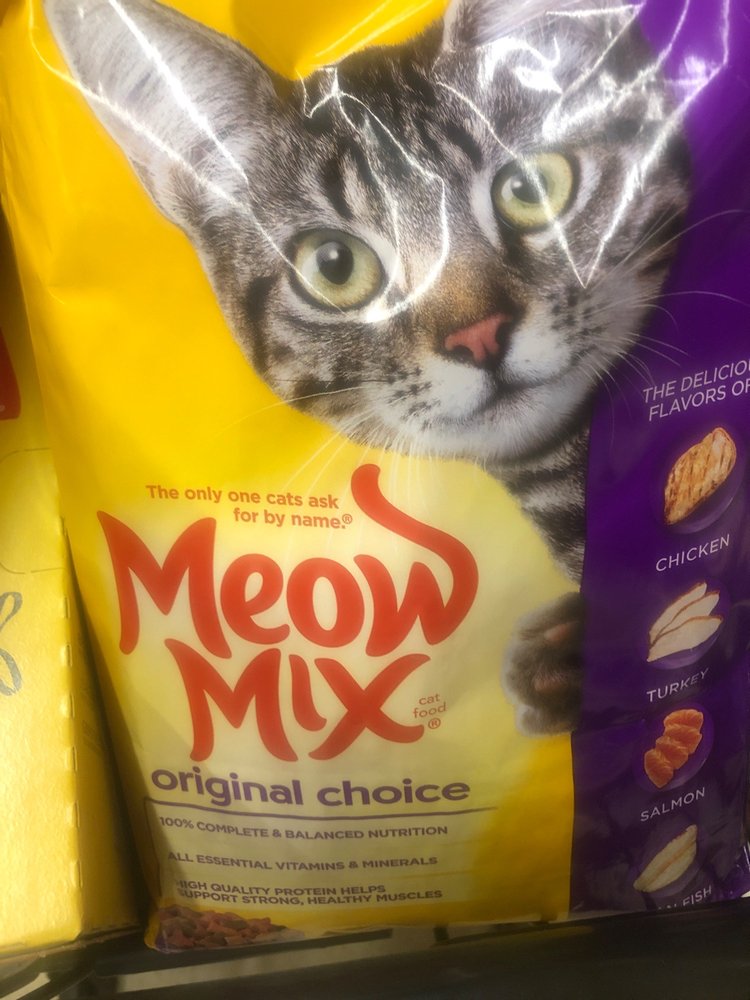 The only one cats ask
for by name.®
Meow
Mix
cat
food
®
original choice
100% COMPLETE & BALANCED NUTRITION
ALL ESSENTIAL VITAMINS & MINERALS
HIGH QUALITY PROTEIN HELPS
SUPPORT STRONG, HEALTHY MUSCLES
THE DELICIO
FLAVORS OF
CHICKEN
TURKEY
SALMON
FISH